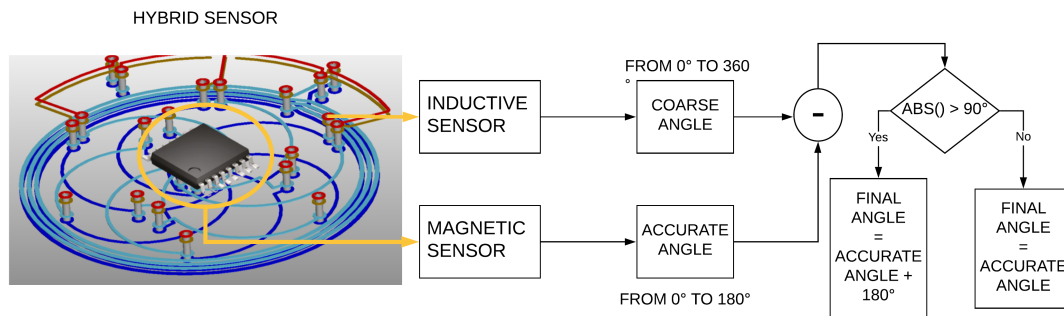 HYBRID SENSOR
INDUCTIVE
SENSOR
FROM 0° TO 360
°
COARSE
ANGLE
-
ABS() > 90°
Yes
No
MAGNETIC
SENSOR
ACCURATE
ANGLE
FROM 0° TO 180°
FINAL
ANGLE
=
ACCURATE
ANGLE +
180°
FINAL
ANGLE
=
ACCURATE
ANGLE